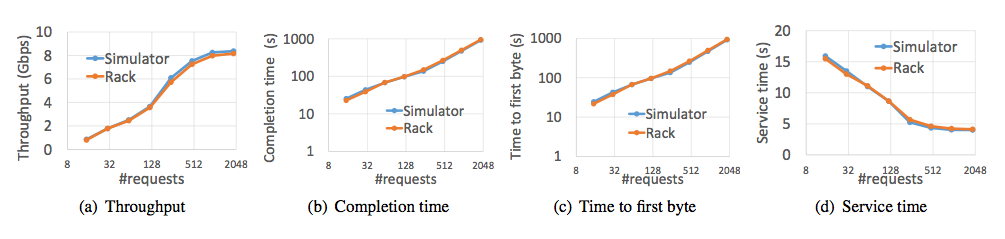 Throughput (Gbps)
10
8
6
4
2
0
Simulator
Rack
8 32 128 512 2048
#requests
(a) Throughput
Completion time (s)
1000
100
10
1
Simulator
Rack
8 32 128 512 2048
#requests
(b) Completion time
Time to first byte (s)
1000
100
10
1
Simulator
Rack
8 32 128 512 2048
#requests
(c) Time to first byte
Service time (s)
20
15
10
5
0
Simulator
Rack
8 32 128 512 2048
#requests
(d) Service time